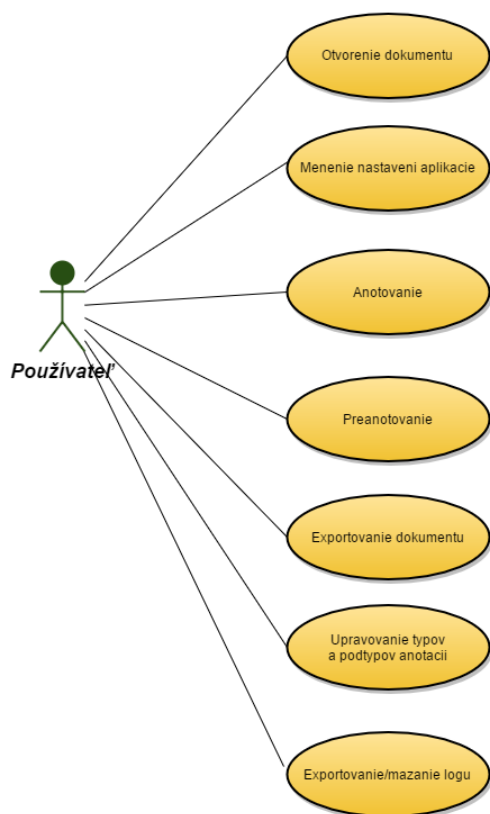 Otvorenie dokumentu
Menenie nastaveni aplikacie
Anotovanie
Používateľ
Preanotovanie
Exportovanie dokumentu
Upravovanie typov
a podtypov anotacii
Exportovanie/mazanie logu